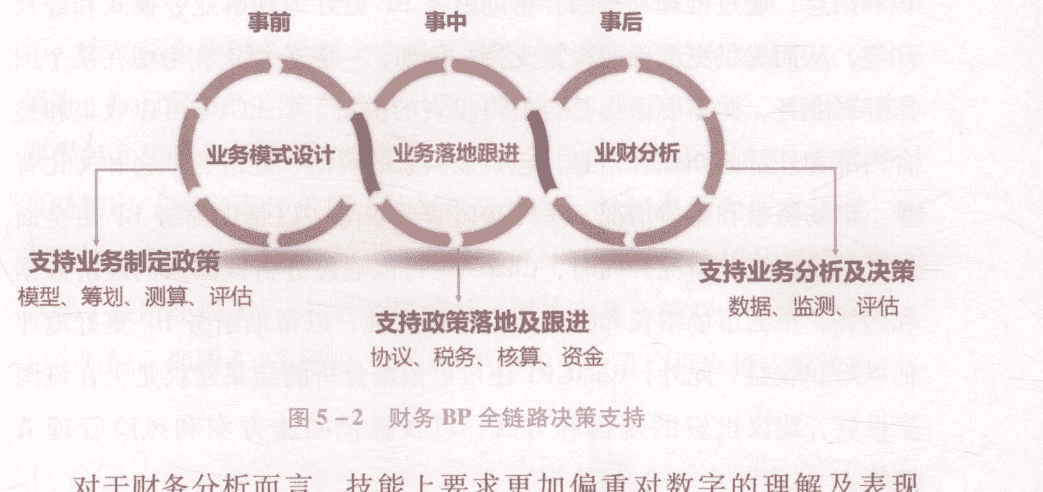 事前
事中
事后
业务模式设计
业务落地跟进
业财分析
支持业务制定政策
模型、筹划、测算、评估
支持政策落地及跟进
协议、税务、核算、资金
支持业务分析及决策
数据、监测、评估
图5-2 财务BP全链路决策支持
对于财务分析而言，技能上要求更加偏重对数字的理解及表现